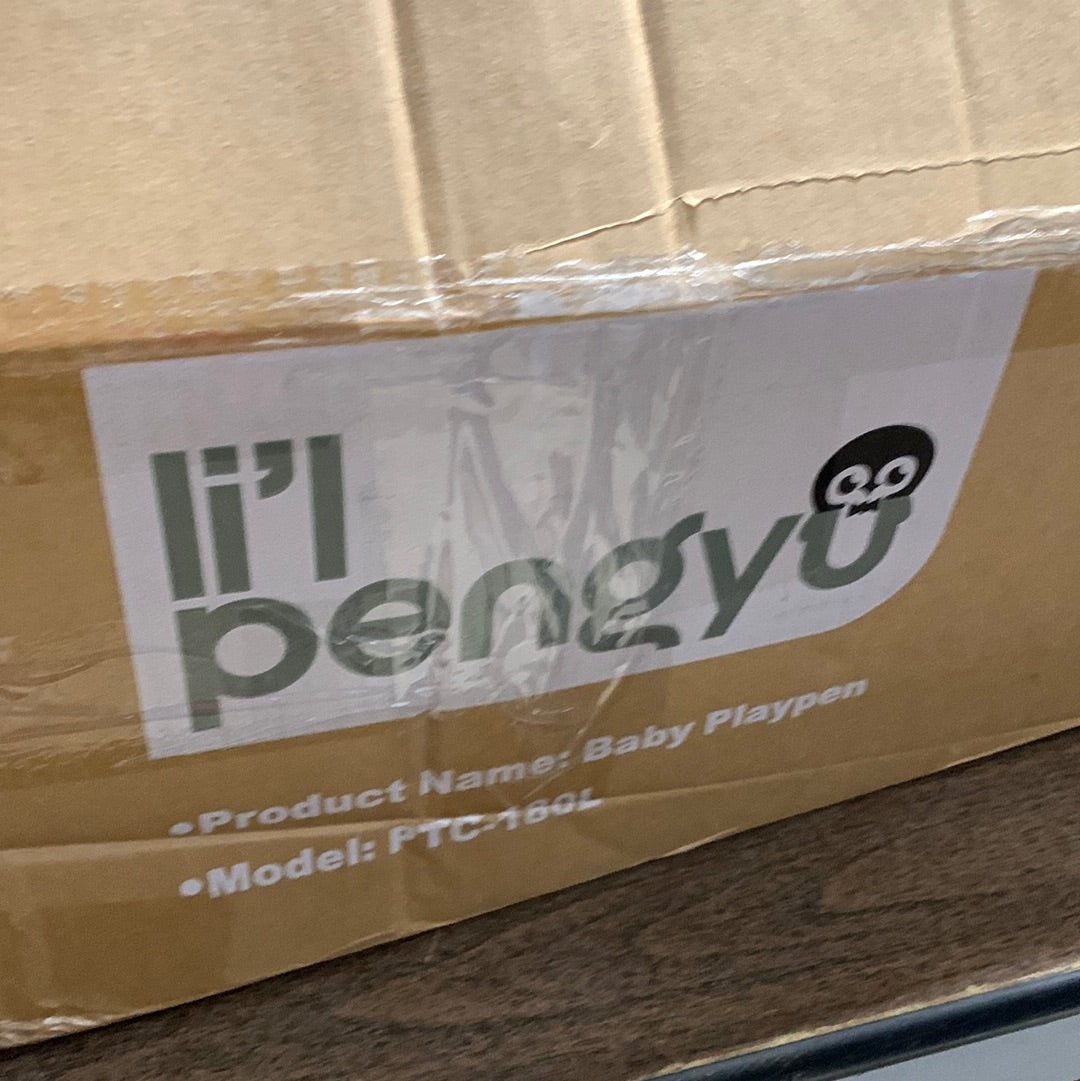 li'l
pengyu
•Product Name: Baby Playpen
•Model: PTC-160L